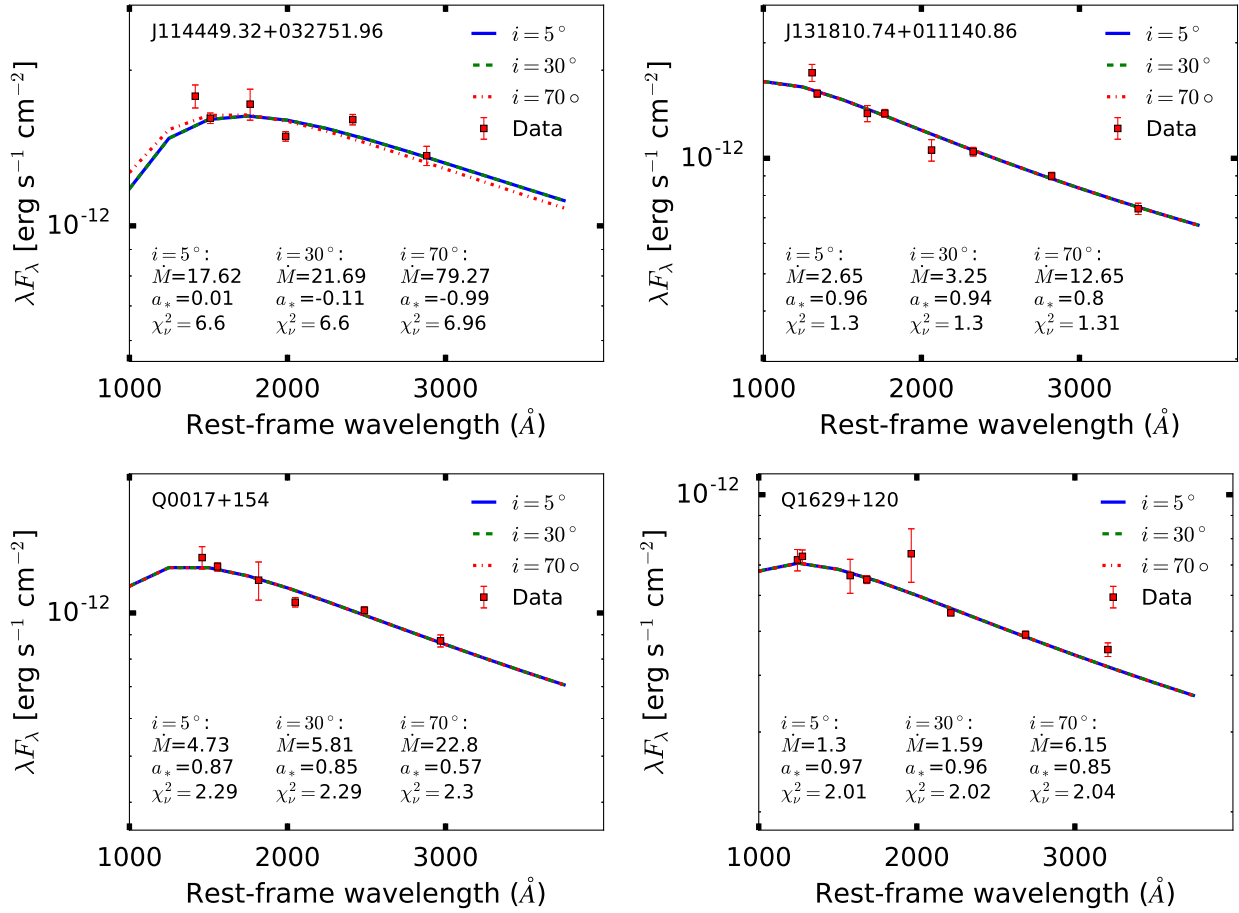 J114449.32+032751.96
i = 5°
i = 30°
i = 70○
Data
λF_λ [erg s⁻¹ cm⁻²]
10⁻¹²
i = 5°: i = 30°: i = 70°:
Ṁ=17.62 Ṁ=21.69 Ṁ=79.27
a_*=0.01 a_*=-0.11 a_*=-0.99
χ²_ν=6.6 χ²_ν=6.6 χ²_ν=6.96
1000 2000 3000
Rest-frame wavelength (Å)
J131810.74+011140.86
i = 5°
i = 30°
i = 70○
Data
λF_λ [erg s⁻¹ cm⁻²]
10⁻¹²
i = 5°: i = 30°: i = 70°:
Ṁ=2.65 Ṁ=3.25 Ṁ=12.65
a_*=0.96 a_*=0.94 a_*=0.8
χ²_ν=1.3 χ²_ν=1.3 χ²_ν=1.31
1000 2000 3000
Rest-frame wavelength (Å)
Q0017+154
i = 5°
i = 30°
i = 70○
Data
λF_λ [erg s⁻¹ cm⁻²]
10⁻¹²
i = 5°: i = 30°: i = 70°:
Ṁ=4.73 Ṁ=5.81 Ṁ=22.8
a_*=0.87 a_*=0.85 a_*=0.57
χ²_ν=2.29 χ²_ν=2.29 χ²_ν=2.3
1000 2000 3000
Rest-frame wavelength (Å)
Q1629+120
i = 5°
i = 30°
i = 70○
Data
λF_λ [erg s⁻¹ cm⁻²]
10⁻¹²
i = 5°: i = 30°: i = 70°:
Ṁ=1.3 Ṁ=1.59 Ṁ=6.15
a_*=0.97 a_*=0.96 a_*=0.85
χ²_ν=2.01 χ²_ν=2.02 χ²_ν=2.04
1000 2000 3000
Rest-frame wavelength (Å)